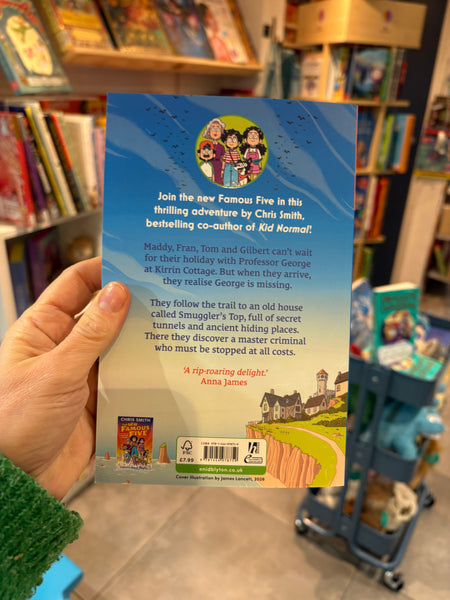 Join the new Famous Five in this
thrilling adventure by Chris Smith,
bestselling co-author of Kid Normal!
Maddy, Fran, Tom and Gilbert can't wait
for their holiday with Professor George
at Kirrin Cottage. But when they arrive,
they realise George is missing.
They follow the trail to an old house
called Smuggler's Top, full of secret
tunnels and ancient hiding places.
There they discover a master criminal
who must be stopped at all costs.
'A rip-roaring delight.'
Anna James
CHRIS SMITH
FAMOUS
FIVE
£7.99
FSC
enidblyton.co.uk
Cover illustration by James Lancett, 2026